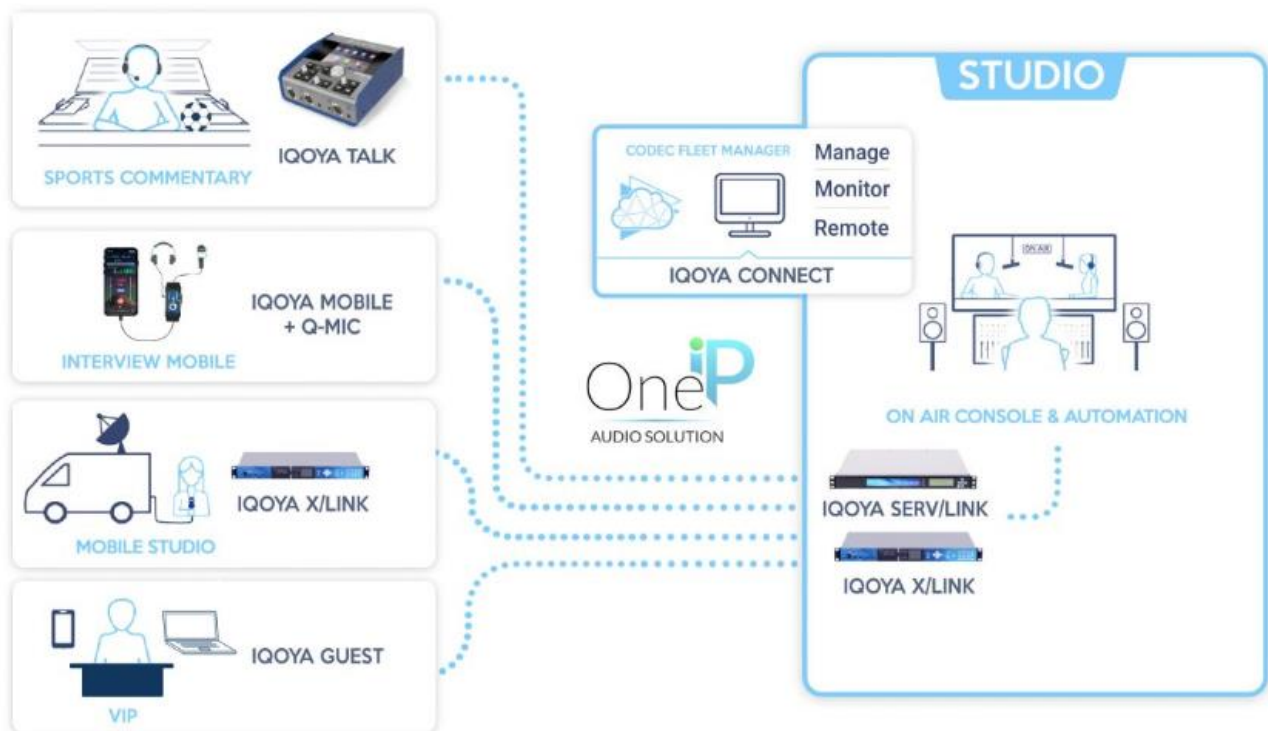 SPORTS COMMENTARY
IQOYA TALK
INTERVIEW MOBILE
IQOYA MOBILE
+ Q-MIC
MOBILE STUDIO
IQOYA X/LINK
VIP
IQOYA GUEST
One iP
AUDIO SOLUTION
STUDIO
CODEC FLEET MANAGER
Manage
Monitor
Remote
IQOYA CONNECT
ON AIR
ON AIR CONSOLE & AUTOMATION
IQOYA SERV/LINK
IQOYA X/LINK